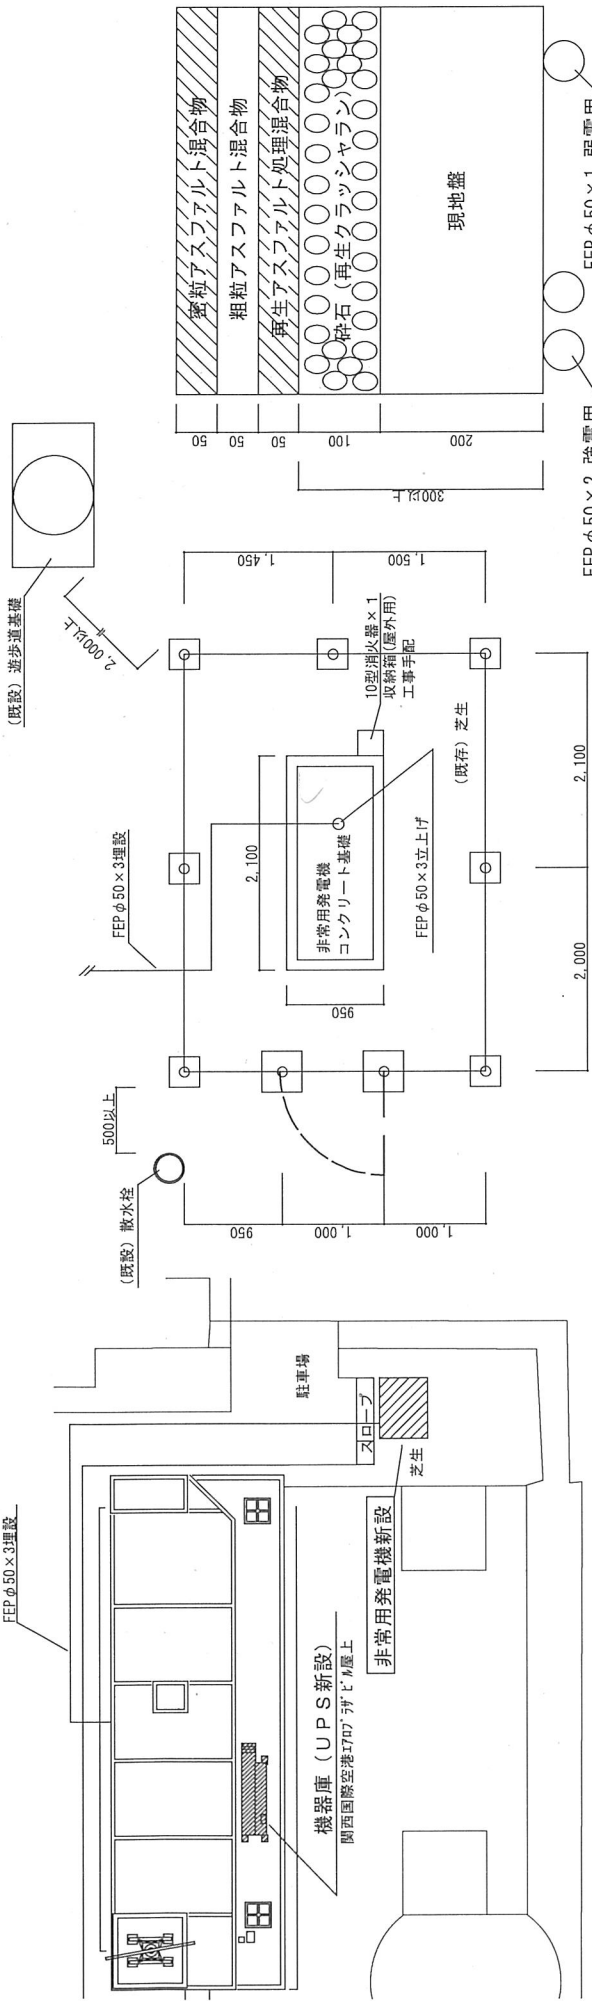 FEPφ50×3埋設
機器庫（ＵＰＳ新設）
関西国際空港ｴｱﾛﾌﾟﾗｻﾞﾋﾞﾙ屋上
非常用発電機新設
芝生
スロープ
駐車場
(既設) 散水栓
500以上
FEPφ50×3埋設
(既設) 遊歩道基礎
2,000以上
950
1,000
1,000
2,100
950
非常用発電機
コンクリート基礎
FEPφ50×3立上げ
10型消火器×1
収納箱(屋外用)
工事手配
(既存) 芝生
1,450
1,500
2,000
2,100
50
50
50
100
200
300以上
密粒アスファルト混合物
粗粒アスファルト混合物
再生アスファルト処理混合物
砕石（再生クラッシャラン）
現地盤
FEPφ50×2 強電用
FEPφ50×1 弱電用